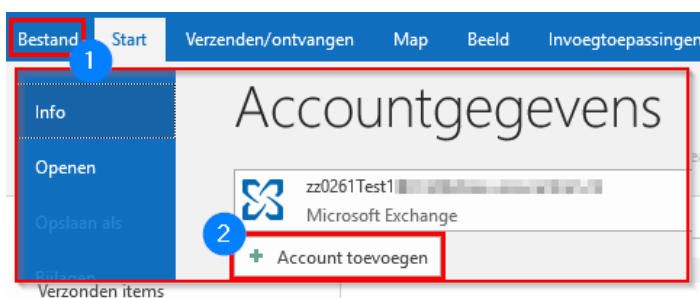 Bestand Start Verzenden/ontvangen Map Beeld Invoegtoepassingen
1
Info
Accountgegevens
Openen
zz0261Test1
Microsoft Exchange
Opslaan als
2
+ Account toevoegen
Bijlagen
Verzonden items